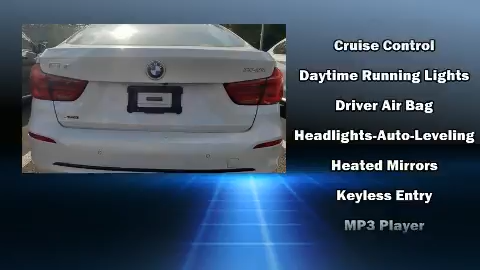 Cruise Control
Daytime Running Lights
Driver Air Bag
Headlights-Auto-Leveling
Heated Mirrors
Keyless Entry
MP3 Player